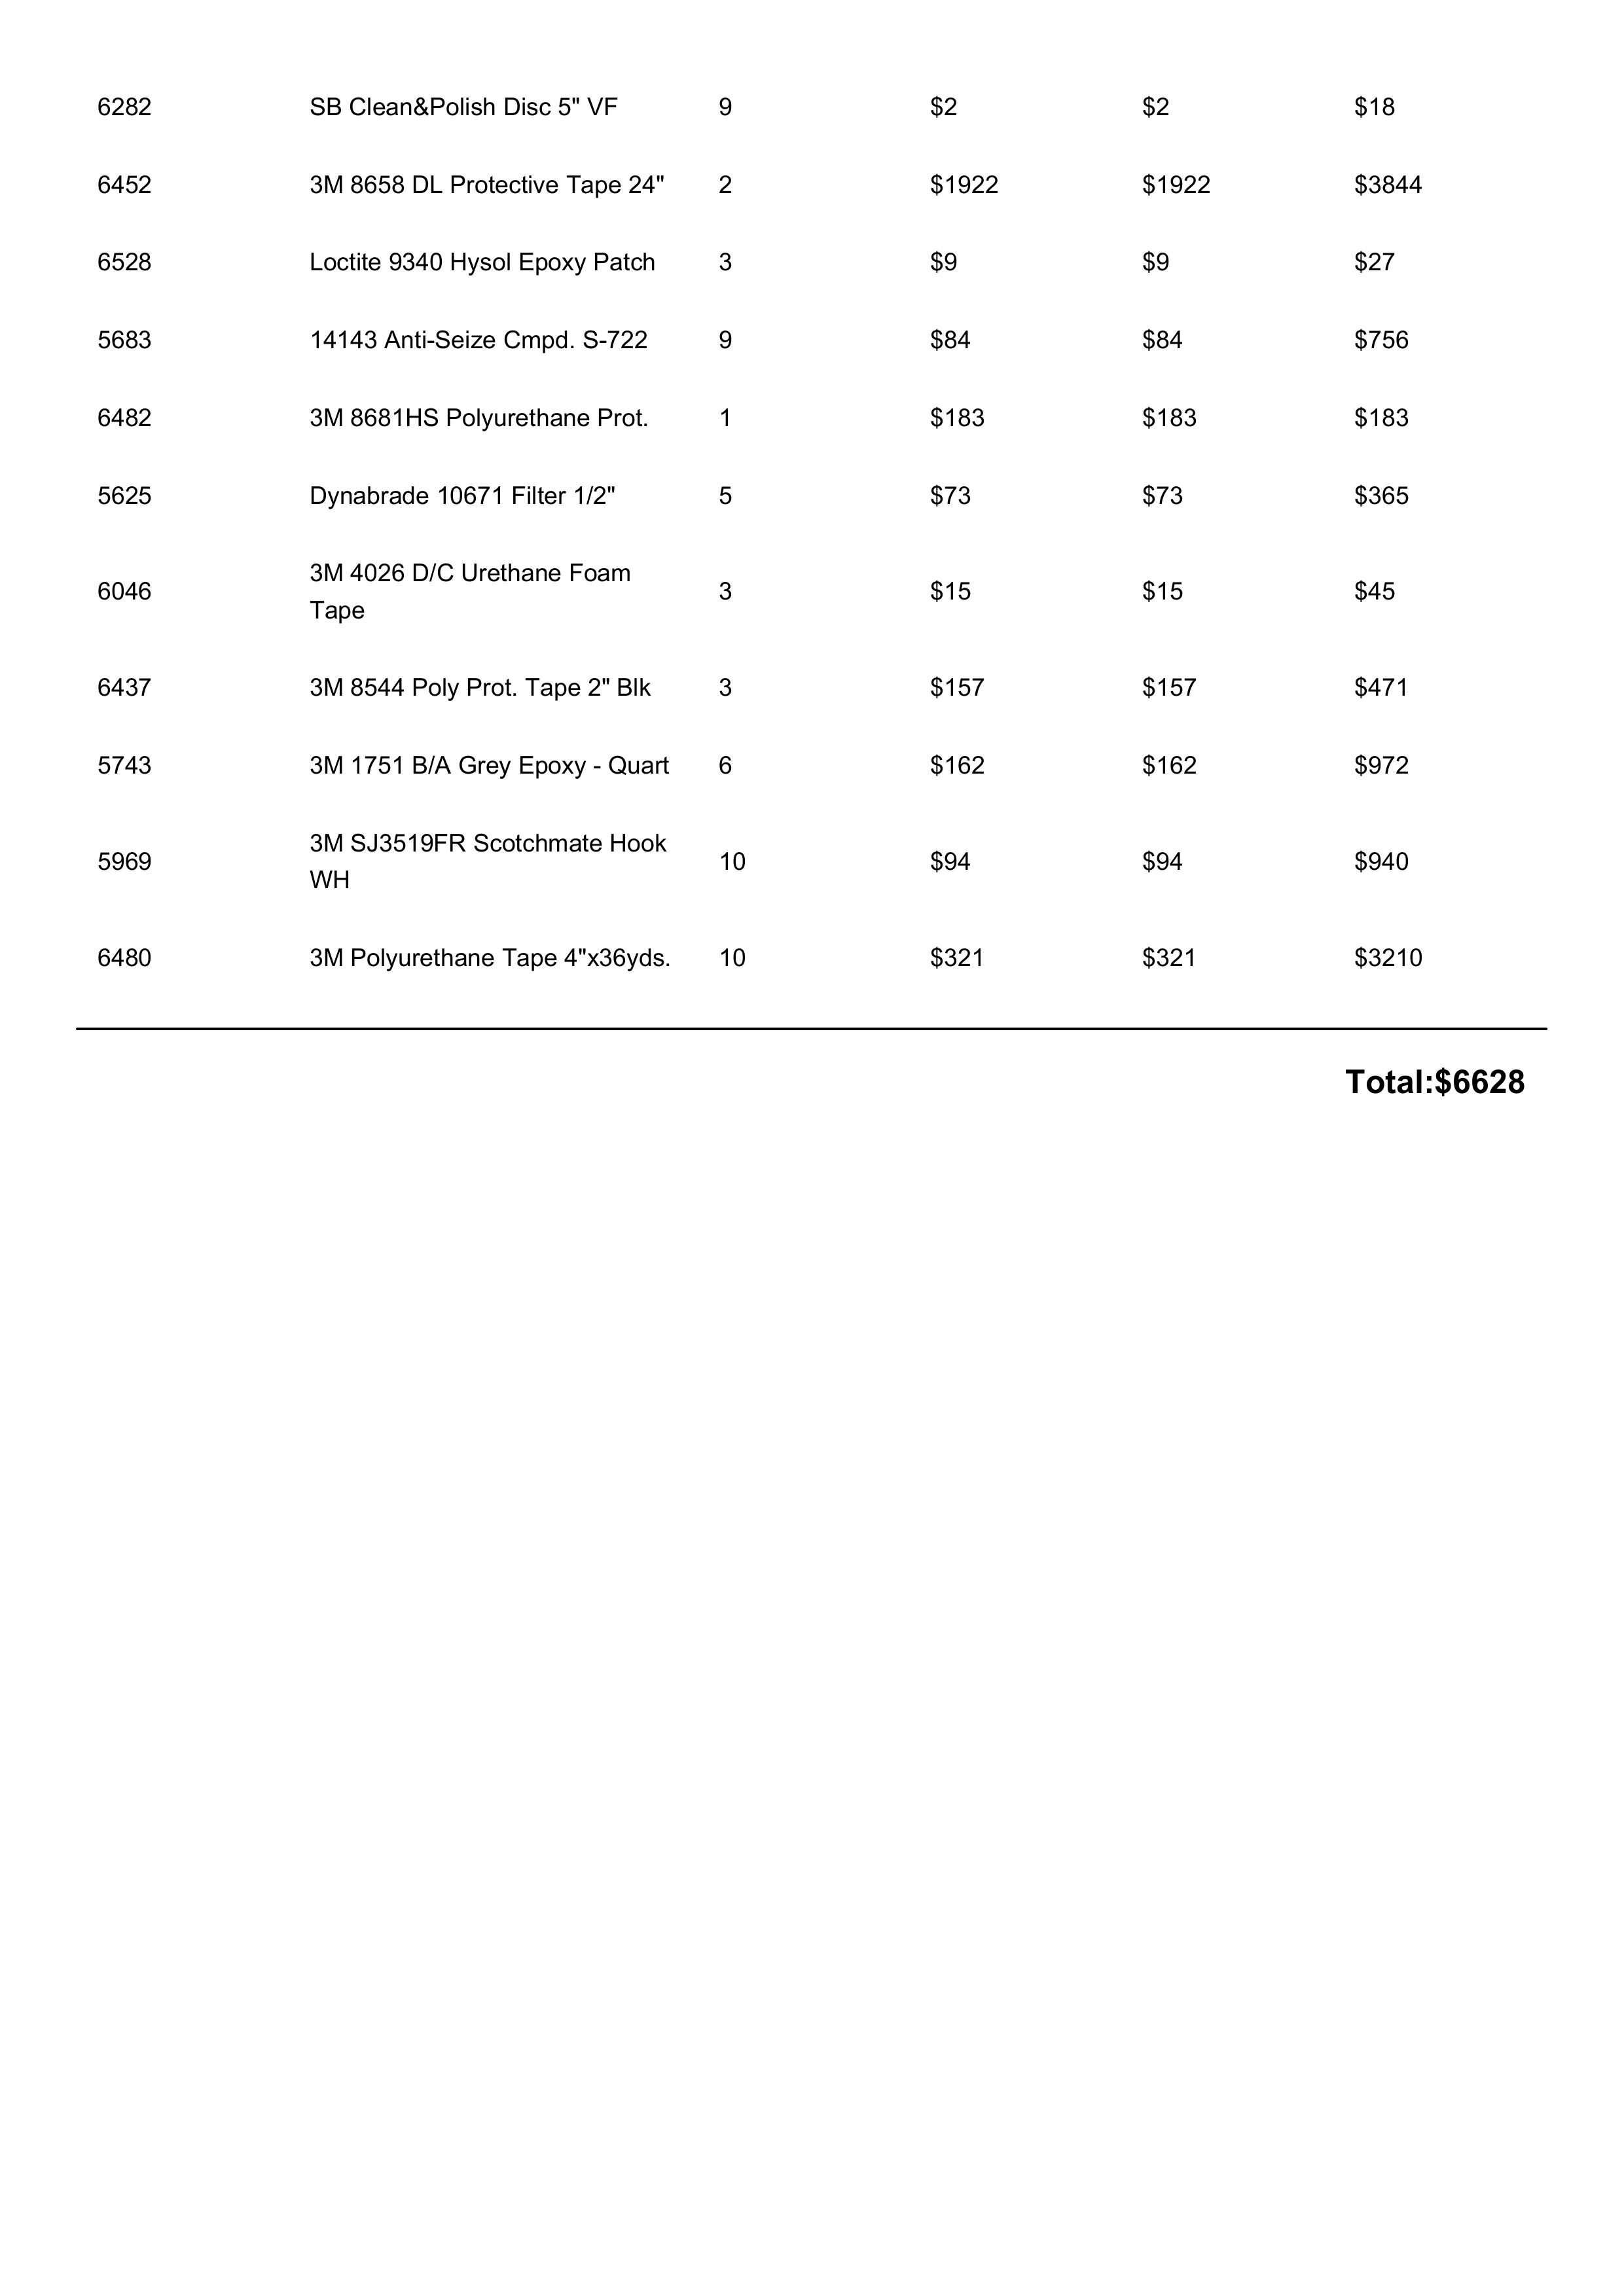 6282 SB Clean&Polish Disc 5" VF 9 $2 $2 $18
6452 3M 8658 DL Protective Tape 24" 2 $1922 $1922 $3844
6528 Loctite 9340 Hysol Epoxy Patch 3 $9 $9 $27
5683 14143 Anti-Seize Cmpd. S-722 9 $84 $84 $756
6482 3M 8681HS Polyurethane Prot. 1 $183 $183 $183
5625 Dynabrade 10671 Filter 1/2" 5 $73 $73 $365
6046 3M 4026 D/C Urethane Foam 3 $15 $15 $45
Tape
6437 3M 8544 Poly Prot. Tape 2" Blk 3 $157 $157 $471
5743 3M 1751 B/A Grey Epoxy - Quart 6 $162 $162 $972
5969 3M SJ3519FR Scotchmate Hook 10 $94 $94 $940
WH
6480 3M Polyurethane Tape 4"x36yds. 10 $321 $321 $3210
Total:$6628